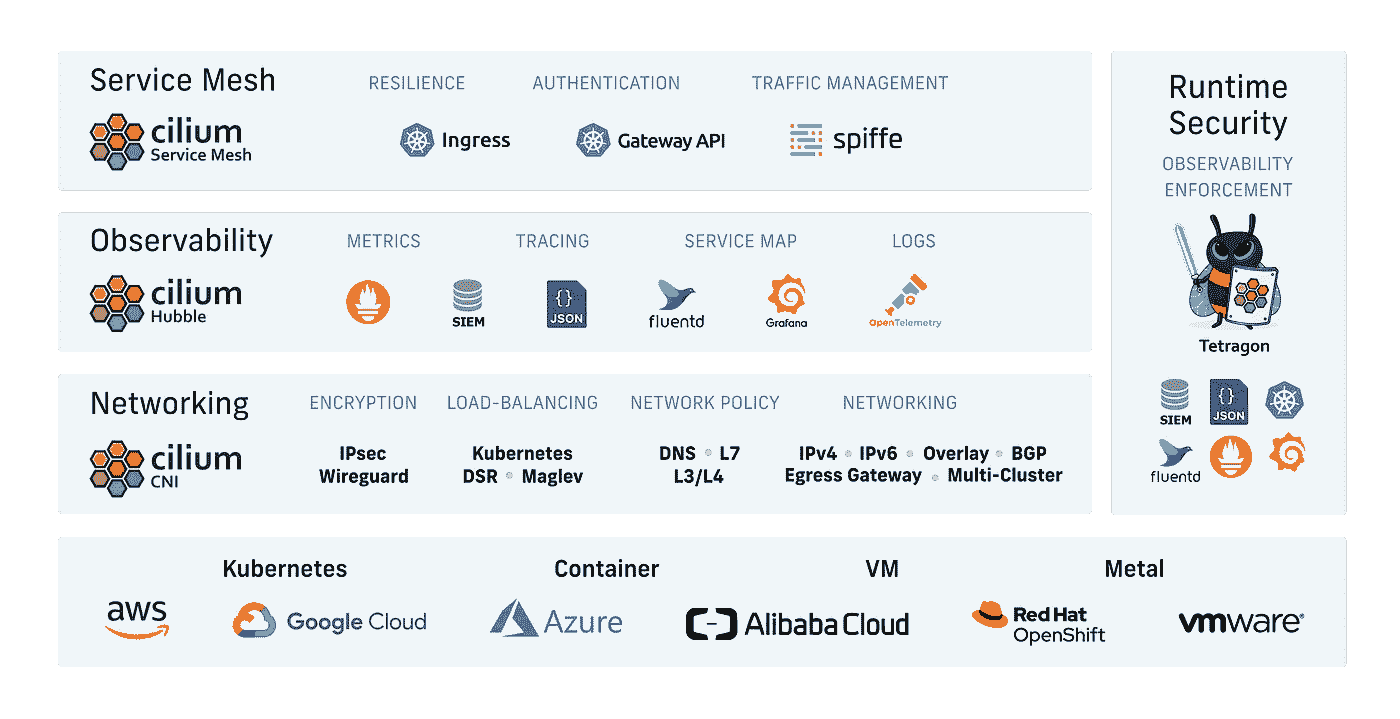 Service Mesh
RESILIENCE
AUTHENTICATION
TRAFFIC MANAGEMENT
cilium
Service Mesh
Ingress
Gateway API
spiffe
Observability
METRICS
TRACING
SERVICE MAP
LOGS
cilium
Hubble
SIEM
{}
JSON
fluentd
Grafana
OpenTelemetry
Networking
ENCRYPTION
LOAD-BALANCING
NETWORK POLICY
NETWORKING
cilium
CNI
IPsec
Wireguard
Kubernetes
DSR • Maglev
DNS • L7
L3/L4
IPv4 • IPv6 • Overlay • BGP
Egress Gateway • Multi-Cluster
Runtime
Security
OBSERVABILITY
ENFORCEMENT
Tetragon
SIEM
{}
JSON
fluentd
Kubernetes
Container
VM
Metal
aws
Google Cloud
Azure
Alibaba Cloud
Red Hat
OpenShift
vmware®